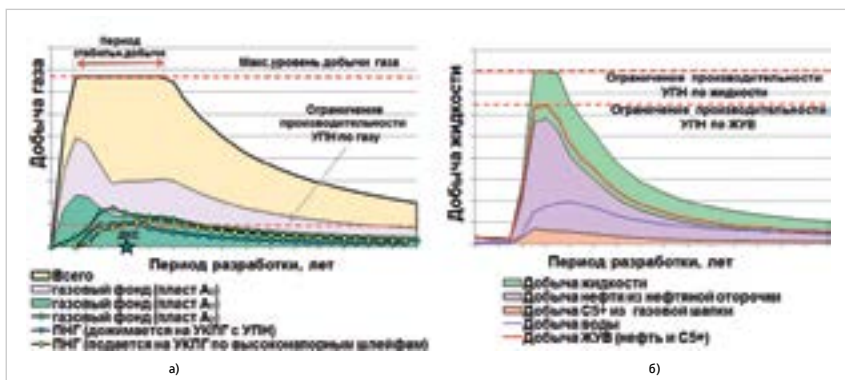 Период
стабильн.добычи
Макс.уровень добычи газа
Ограничение
производительности
УПН по газу
Добыча газа
Период разработки, лет
Всего
газовый фонд (пласт А
газовый фонд (пласт А
газовый фонд (пласт А
ПНГ (дожимается на УКПГ с УПН)
ПНГ (подается на УКПГ по высоконапорным шлейфам)
а)
Ограничение производительности
УПН по жидкости
Ограничение производительности
УПН по ЖУВ
Добыча жидкости
Период разработки, лет
Добыча жидкости
Добыча нефти из нефтяной оторочки
Добыча С5+ из газовой шапки
Добыча воды
Добыча ЖУВ (нефть и С5+)
б)